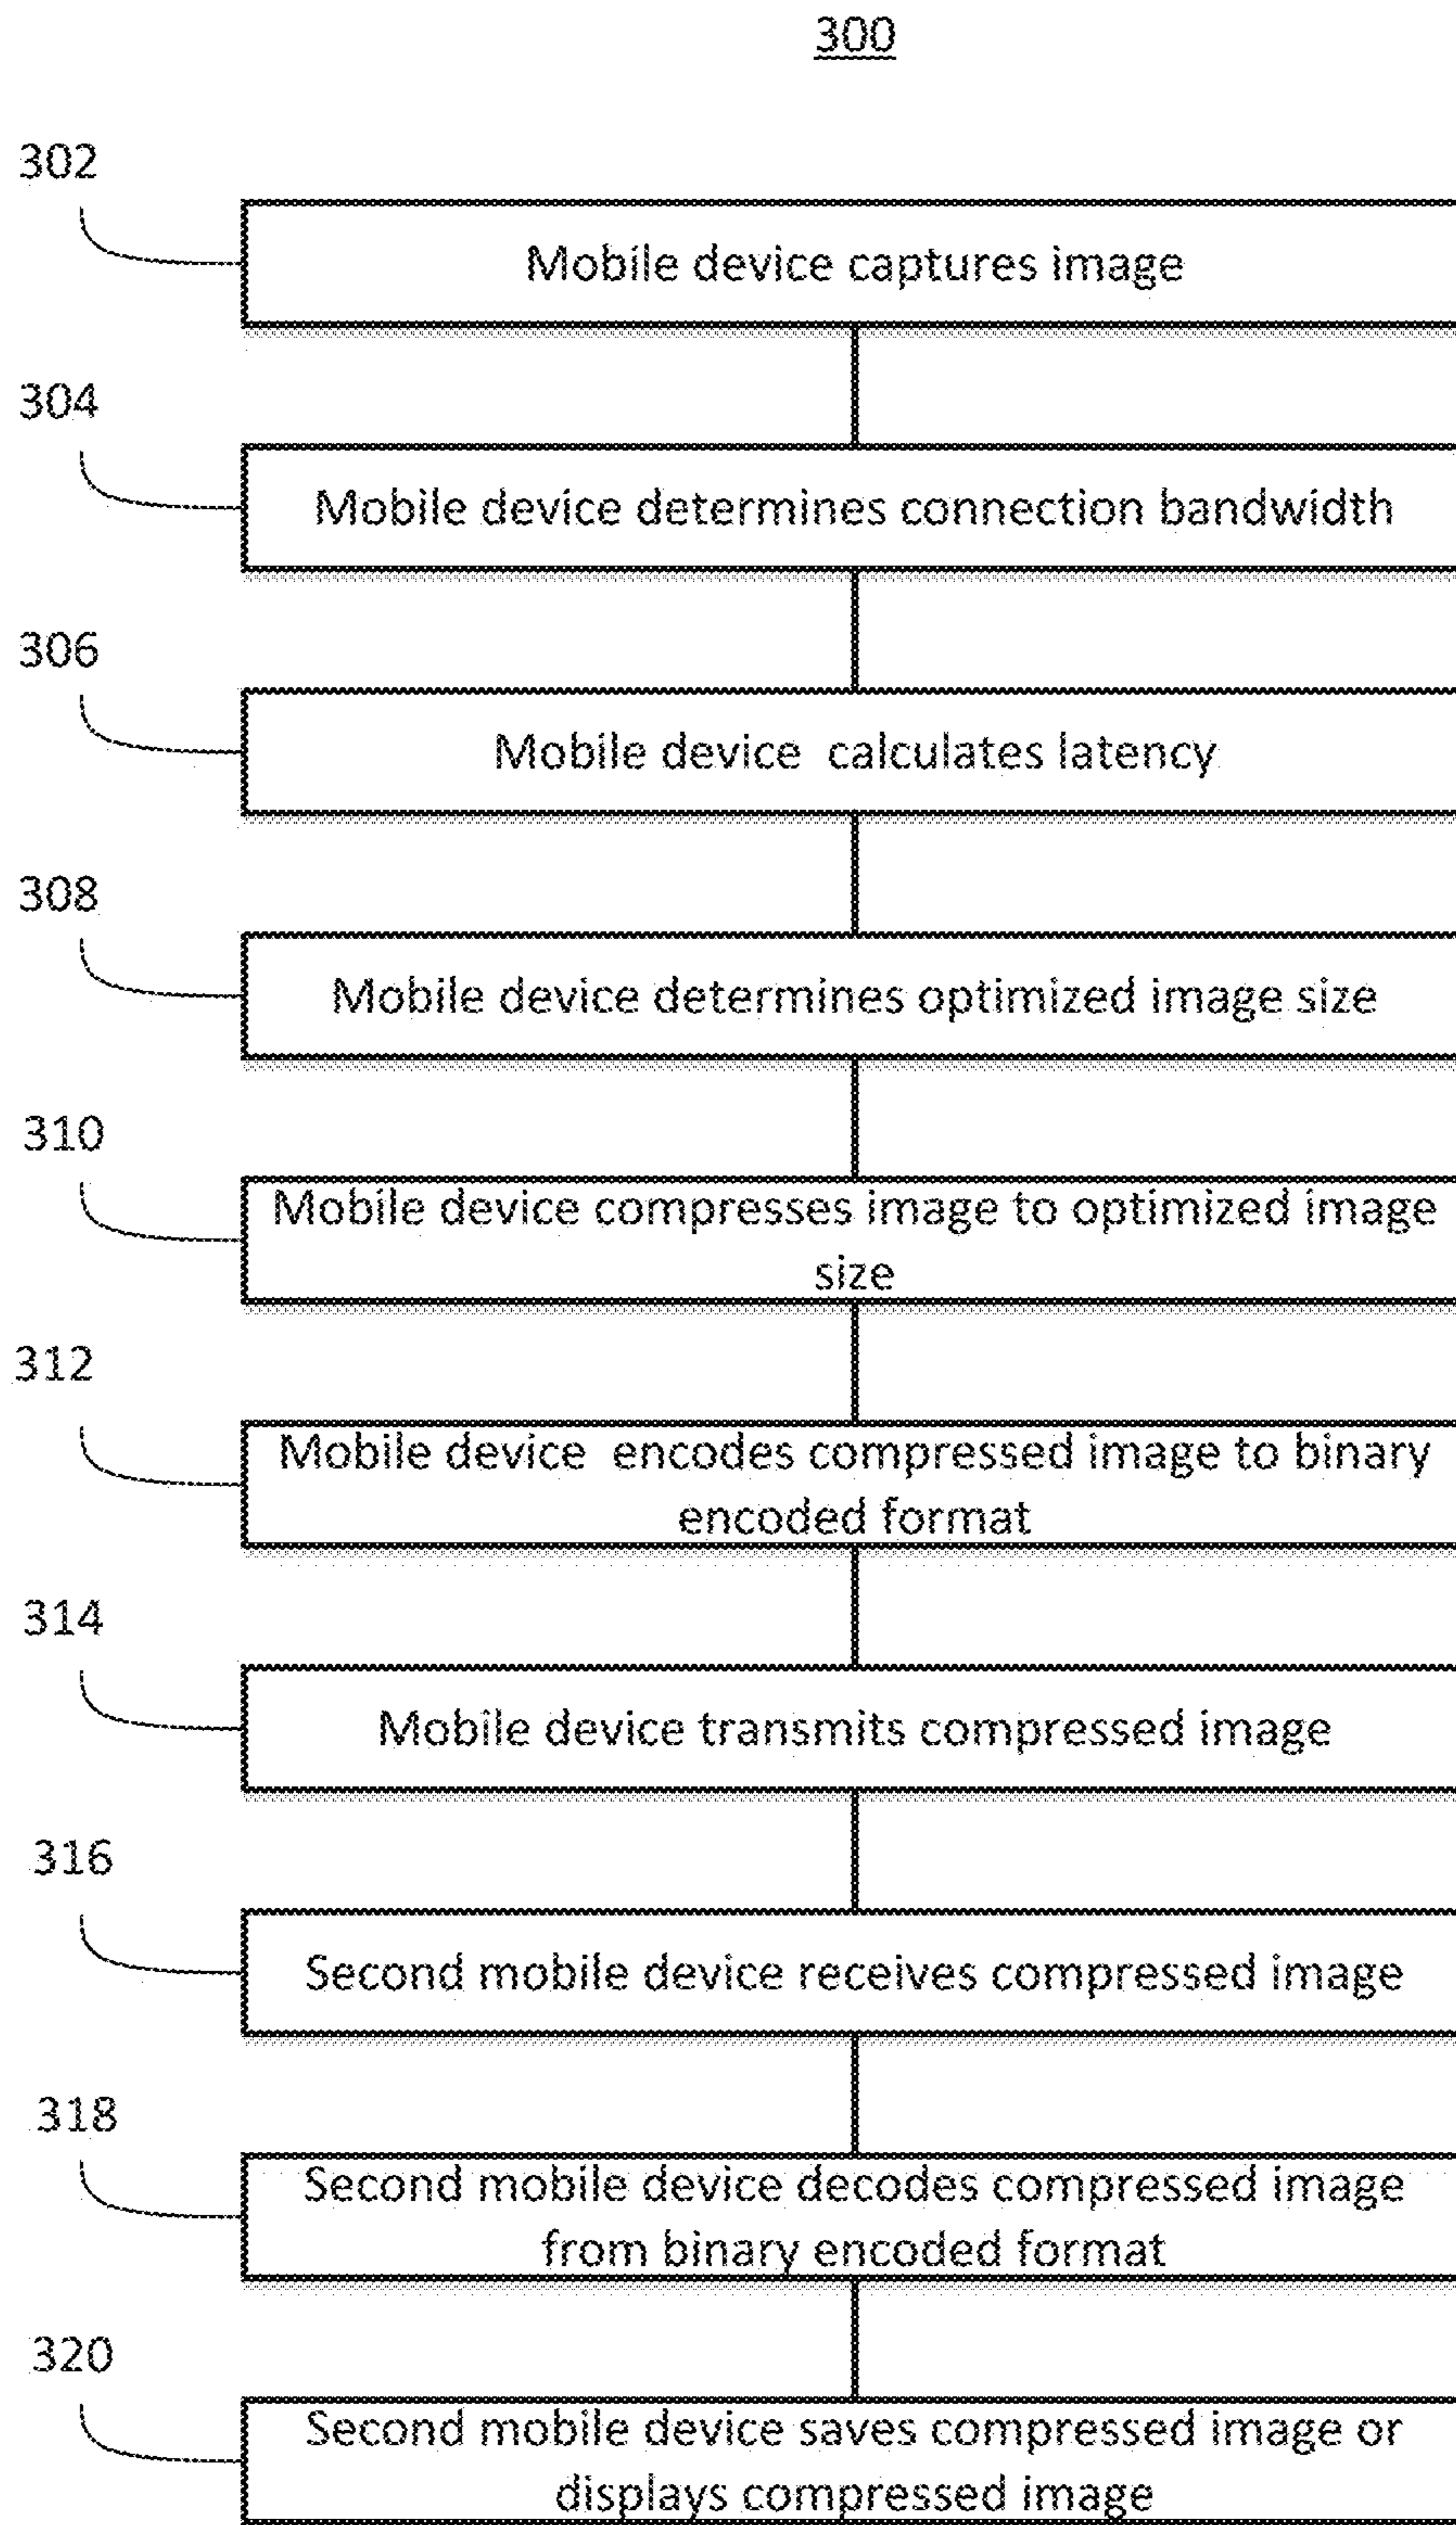 300
302
Mobile device captures image
304
Mobile device determines connection bandwidth
306
Mobile device calculates latency
308
Mobile device determines optimized image size
310
Mobile device compresses image to optimized image
size
312
Mobile device encodes compressed image to binary
encoded format
314
Mobile device transmits compressed image
316
Second mobile device receives compressed image
318
Second mobile device decodes compressed image
from binary encoded format
320
Second mobile device saves compressed image or
displays compressed image